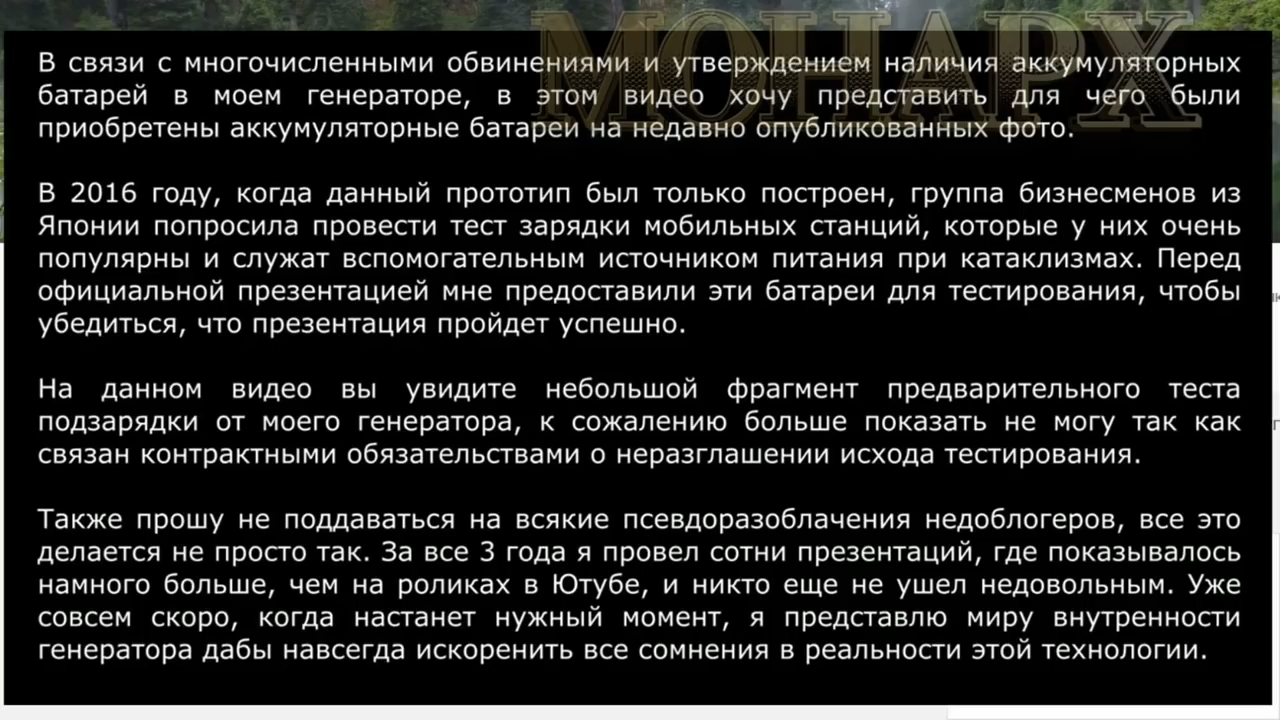 МОНАРХ
В связи с многочисленными обвинениями и утверждением наличия аккумуляторных
батарей в моем генераторе, в этом видео хочу представить для чего были
приобретены аккумуляторные батареи на недавно опубликованных фото.
В 2016 году, когда данный прототип был только построен, группа бизнесменов из
Японии попросила провести тест зарядки мобильных станций, которые у них очень
популярны и служат вспомогательным источником питания при катаклизмах. Перед
официальной презентацией мне предоставили эти батареи для тестирования, чтобы
убедиться, что презентация пройдет успешно.
На данном видео вы увидите небольшой фрагмент предварительного теста
подзарядки от моего генератора, к сожалению больше показать не могу так как
связан контрактными обязательствами о неразглашении исхода тестирования.
Также прошу не поддаваться на всякие псевдоразоблачения недоблогеров, все это
делается не просто так. За все 3 года я провел сотни презентаций, где показывалось
намного больше, чем на роликах в Ютубе, и никто еще не ушел недовольным. Уже
совсем скоро, когда настанет нужный момент, я представлю миру внутренности
генератора дабы навсегда искоренить все сомнения в реальности этой технологии.